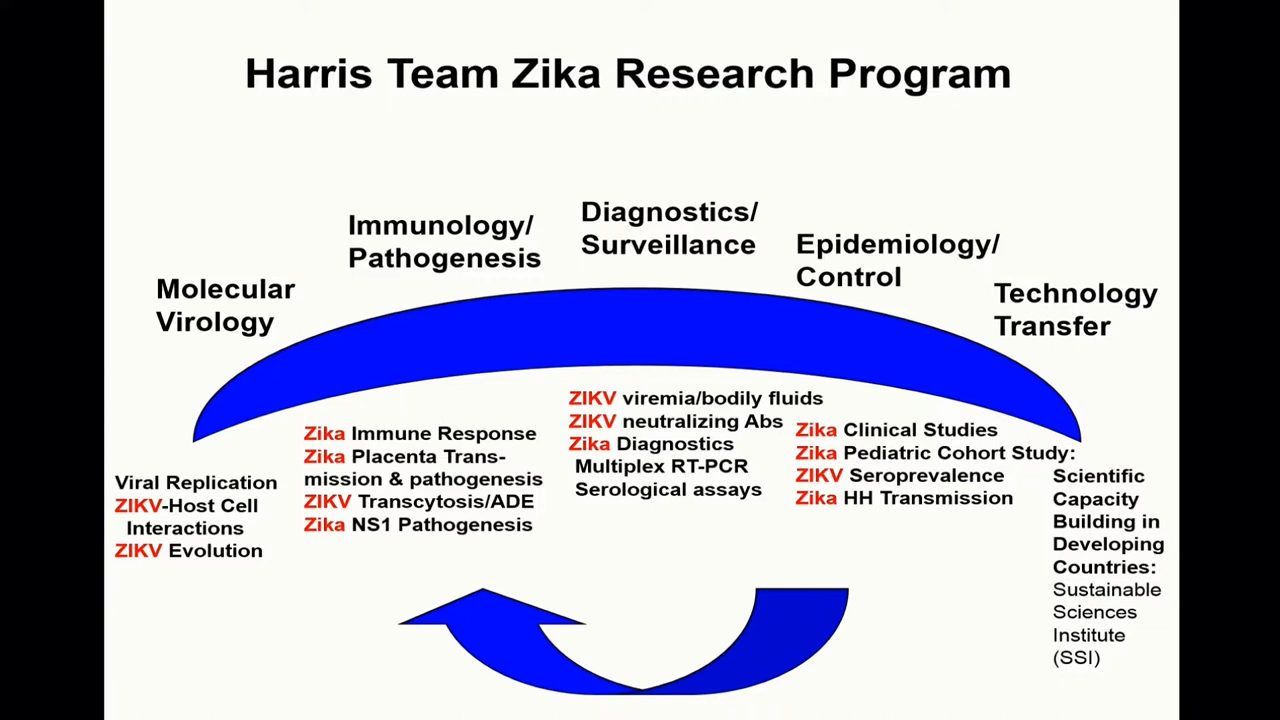 Harris Team Zika Research Program
Molecular
Virology
Immunology/
Pathogenesis
Diagnostics/
Surveillance
Epidemiology/
Control
Technology
Transfer
Viral Replication
ZIKV-Host Cell
Interactions
ZIKV Evolution
Zika Immune Response
Zika Placenta Trans-
mission & pathogenesis
ZIKV Transcytosis/ADE
Zika NS1 Pathogenesis
ZIKV viremia/bodily fluids
ZIKV neutralizing Abs
Zika Diagnostics
Multiplex RT-PCR
Serological assays
Zika Clinical Studies
Zika Pediatric Cohort Study:
ZIKV Seroprevalence
Zika HH Transmission
Scientific
Capacity
Building in
Developing
Countries:
Sustainable
Sciences
Institute
(SSI)